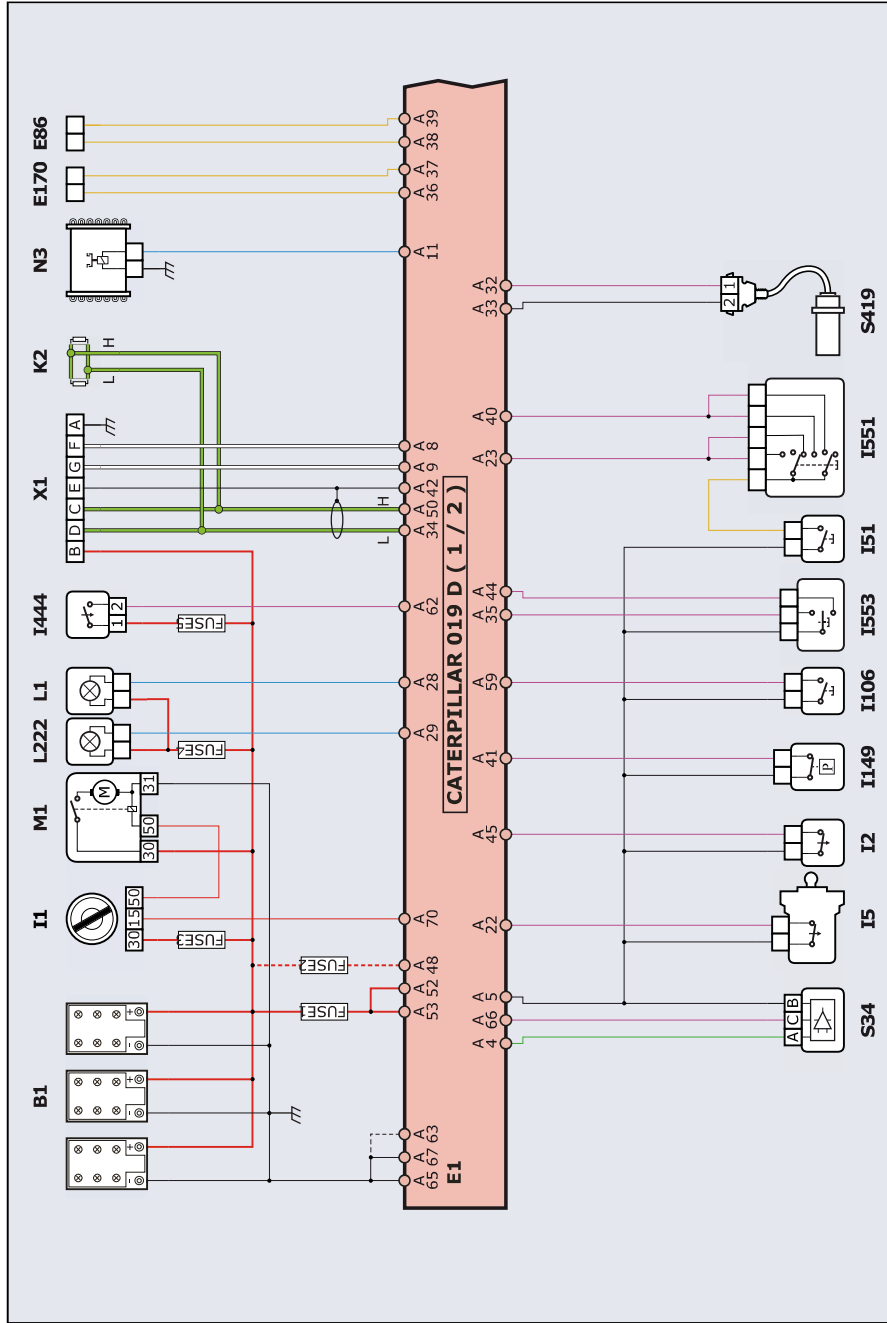 B1 I1 M1 L222 L1 I444 X1 K2 N3 E170 E86
- + - + - +
30 15 50
30 50 31
M
1 2
B D C E G F A
L H
FUSE1
FUSE2
FUSE3
FUSE4
FUSE5
L H
A A A A A A A A A A A A A A A A A A A A
65 67 63 53 52 48 70 29 28 62 34 50 42 9 8 11 36 37 38 39
E1
CATERPILLAR 019 D ( 1 / 2 )
4 66 5 22 45 41 59 35 44 23 40 33 32
A A A A A A A A A A A A A
A C B
P
2 1
S34 I5 I2 I149 I106 I553 I51 I551 S419